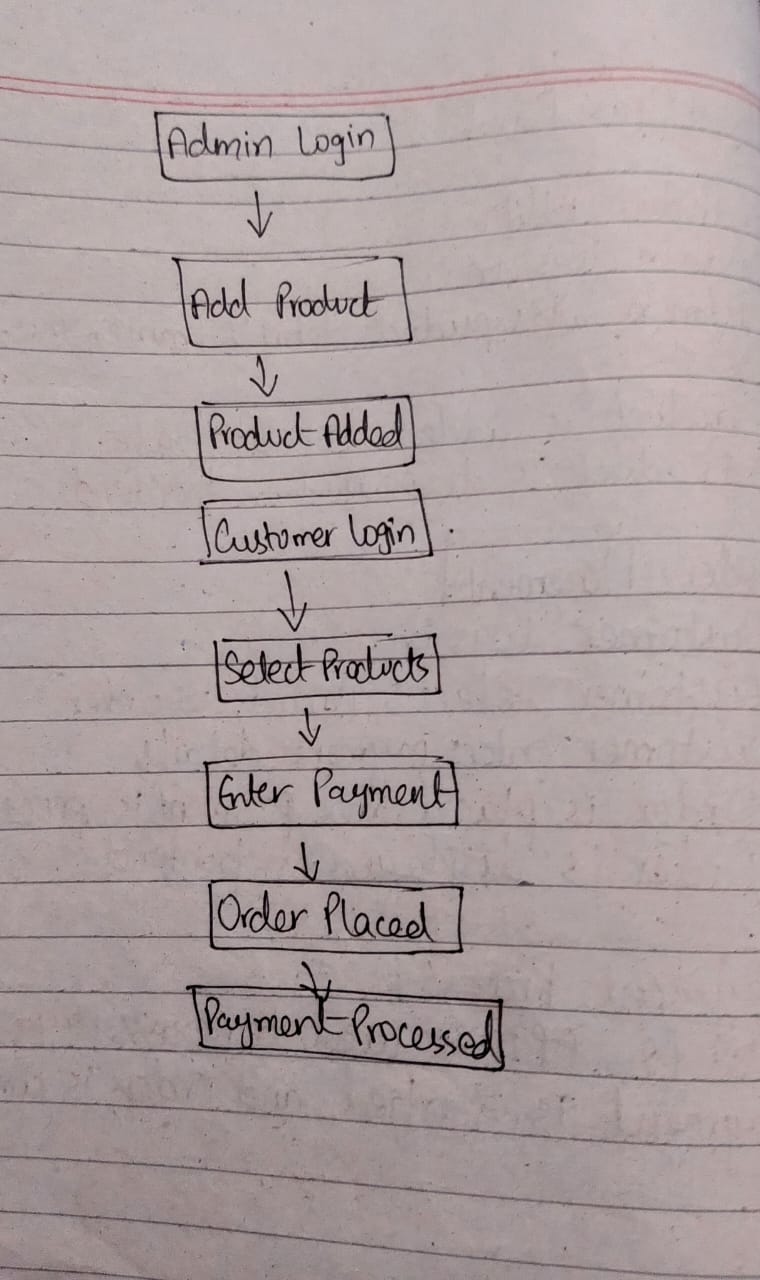 Admin Login
Add Product
Product Added
Customer Login
Select Products
Enter Payment
Order Placed
Payment Processed